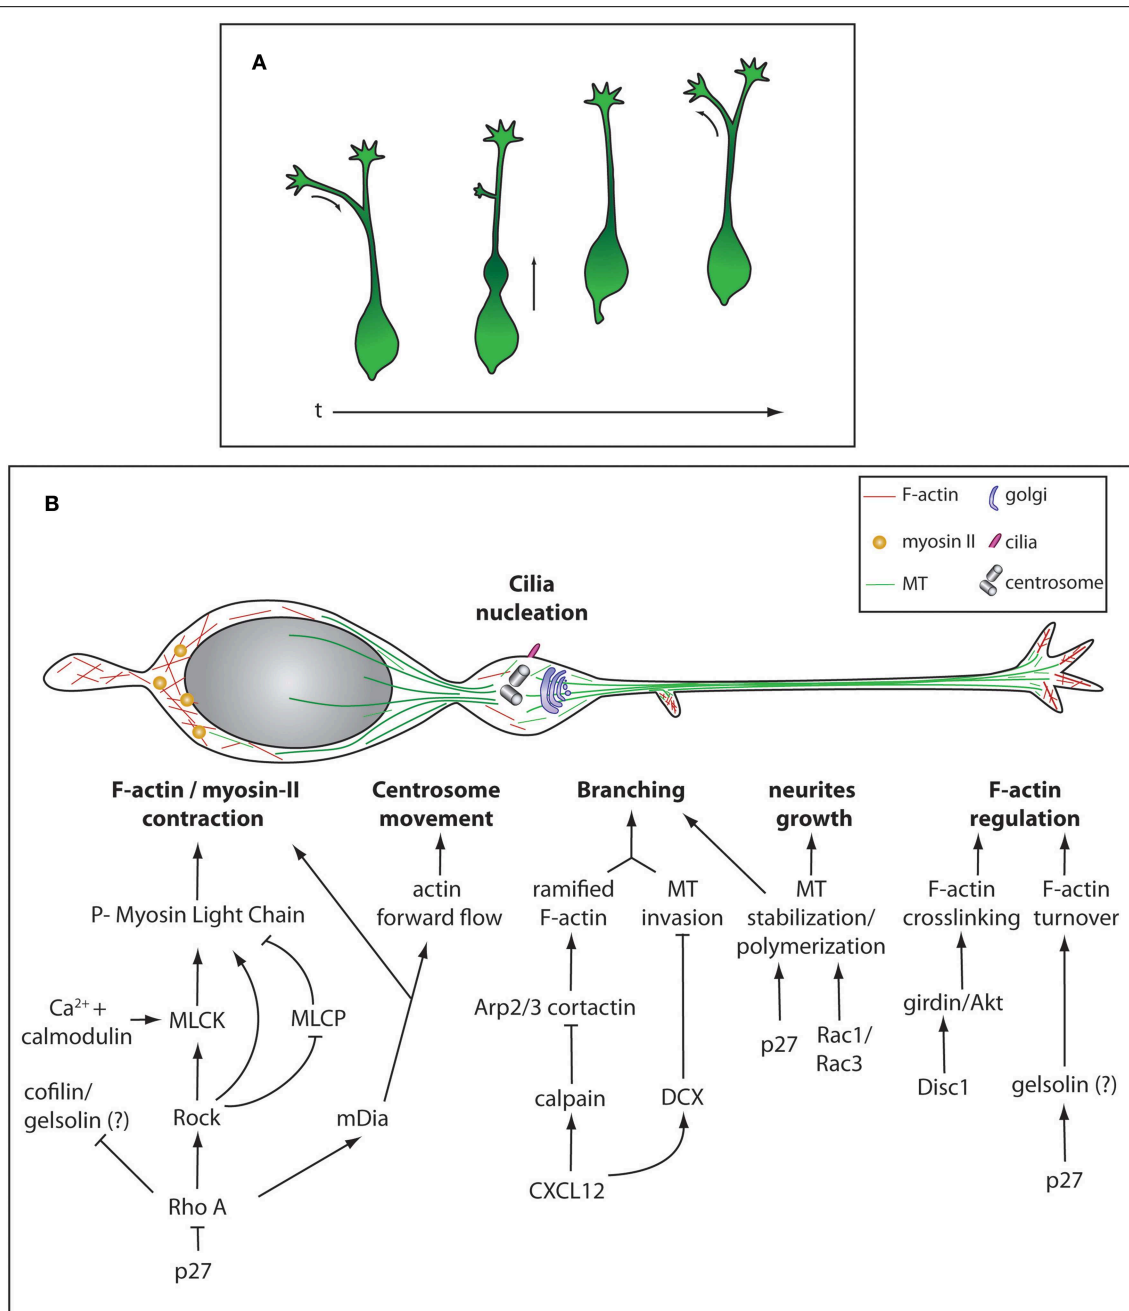 A
t
B
F-actin
golgi
myosin II
cilia
MT
centrosome
Cilia
nucleation
F-actin / myosin-II
contraction
Centrosome
movement
Branching
neurites
growth
F-actin
regulation
P- Myosin Light Chain
actin
forward flow
ramified
F-actin
MT
invasion
MT
stabilization/
polymerization
F-actin
crosslinking
F-actin
turnover
Ca2+ +
calmodulin
MLCK
MLCP
Arp2/3 cortactin
p27
Rac1/
Rac3
girdin/Akt
cofilin/
gelsolin (?)
Rock
mDia
calpain
DCX
Disc1
gelsolin (?)
Rho A
CXCL12
p27
p27